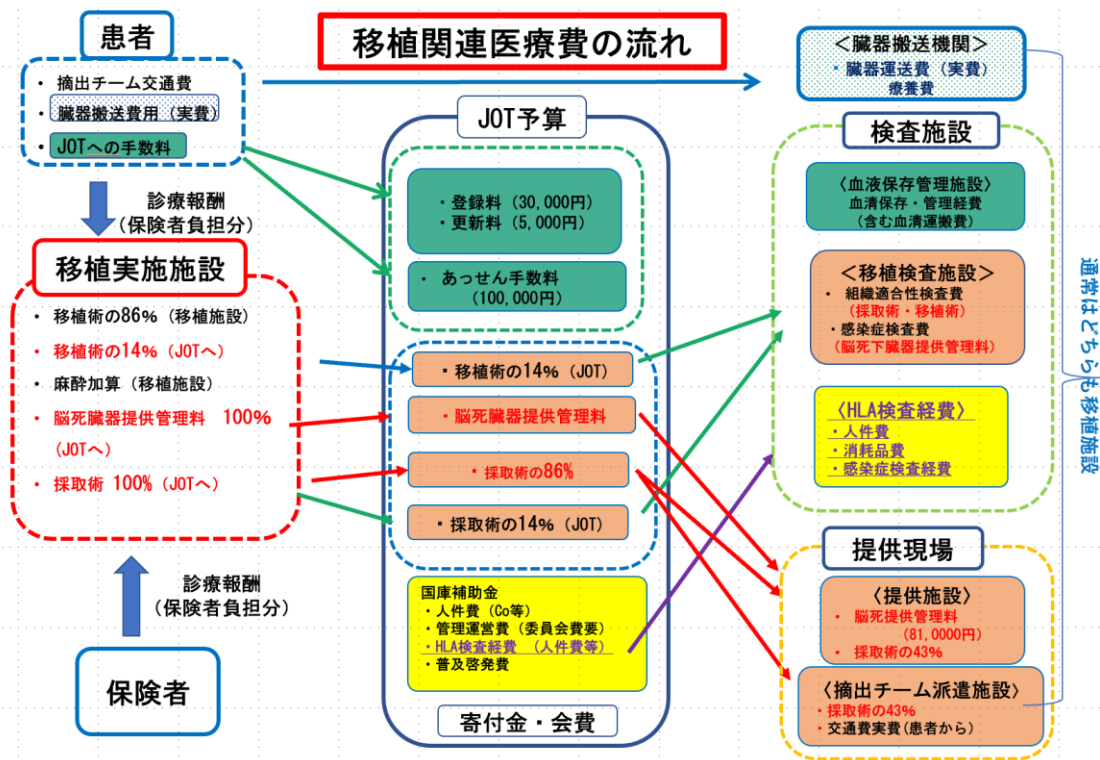 移植関連医療費の流れ
患者
・ 摘出チーム交通費
・ 臓器搬送費用（実費）
・ JOTへの手数料
診療報酬
（保険者負担分）
移植実施施設
・ 移植術の86%（移植施設）
・ 移植術の14%（JOTへ）
・ 麻酔加算（移植施設）
・ 脳死臓器提供管理料 100%
（JOTへ）
・ 採取術 100%（JOTへ）
診療報酬
（保険者負担分）
保険者
JOT予算
・登録料（30,000円）
・更新料（5,000円）
・ あっせん手数料
（100,000円）
・移植術の14%（JOT）
・脳死臓器提供管理料
・採取術の86%
・採取術の14%（JOT）
国庫補助金
・人件費（Co等）
・管理運営費（委員会費要）
・HLA検査経費 （人件費等）
・普及啓発費
寄付金・会費
＜臓器搬送機関＞
・臓器運送費（実費）
療養費
検査施設
〈血液保存管理施設〉
血清保存・管理経費
（含む血清運搬費）
＜移植検査施設＞
・ 組織適合性検査費
（採取術・移植術）
・感染症検査費
（脳死下臓器提供管理料）
〈HLA検査経費〉
・人件費
・消耗品費
・感染症検査経費
提供現場
〈提供施設〉
・ 脳死提供管理料
（81,0000円）
・ 採取術の43%
〈摘出チーム派遣施設〉
・採取術の43%
・交通費実費(患者から）
通常はどちらも移植施設